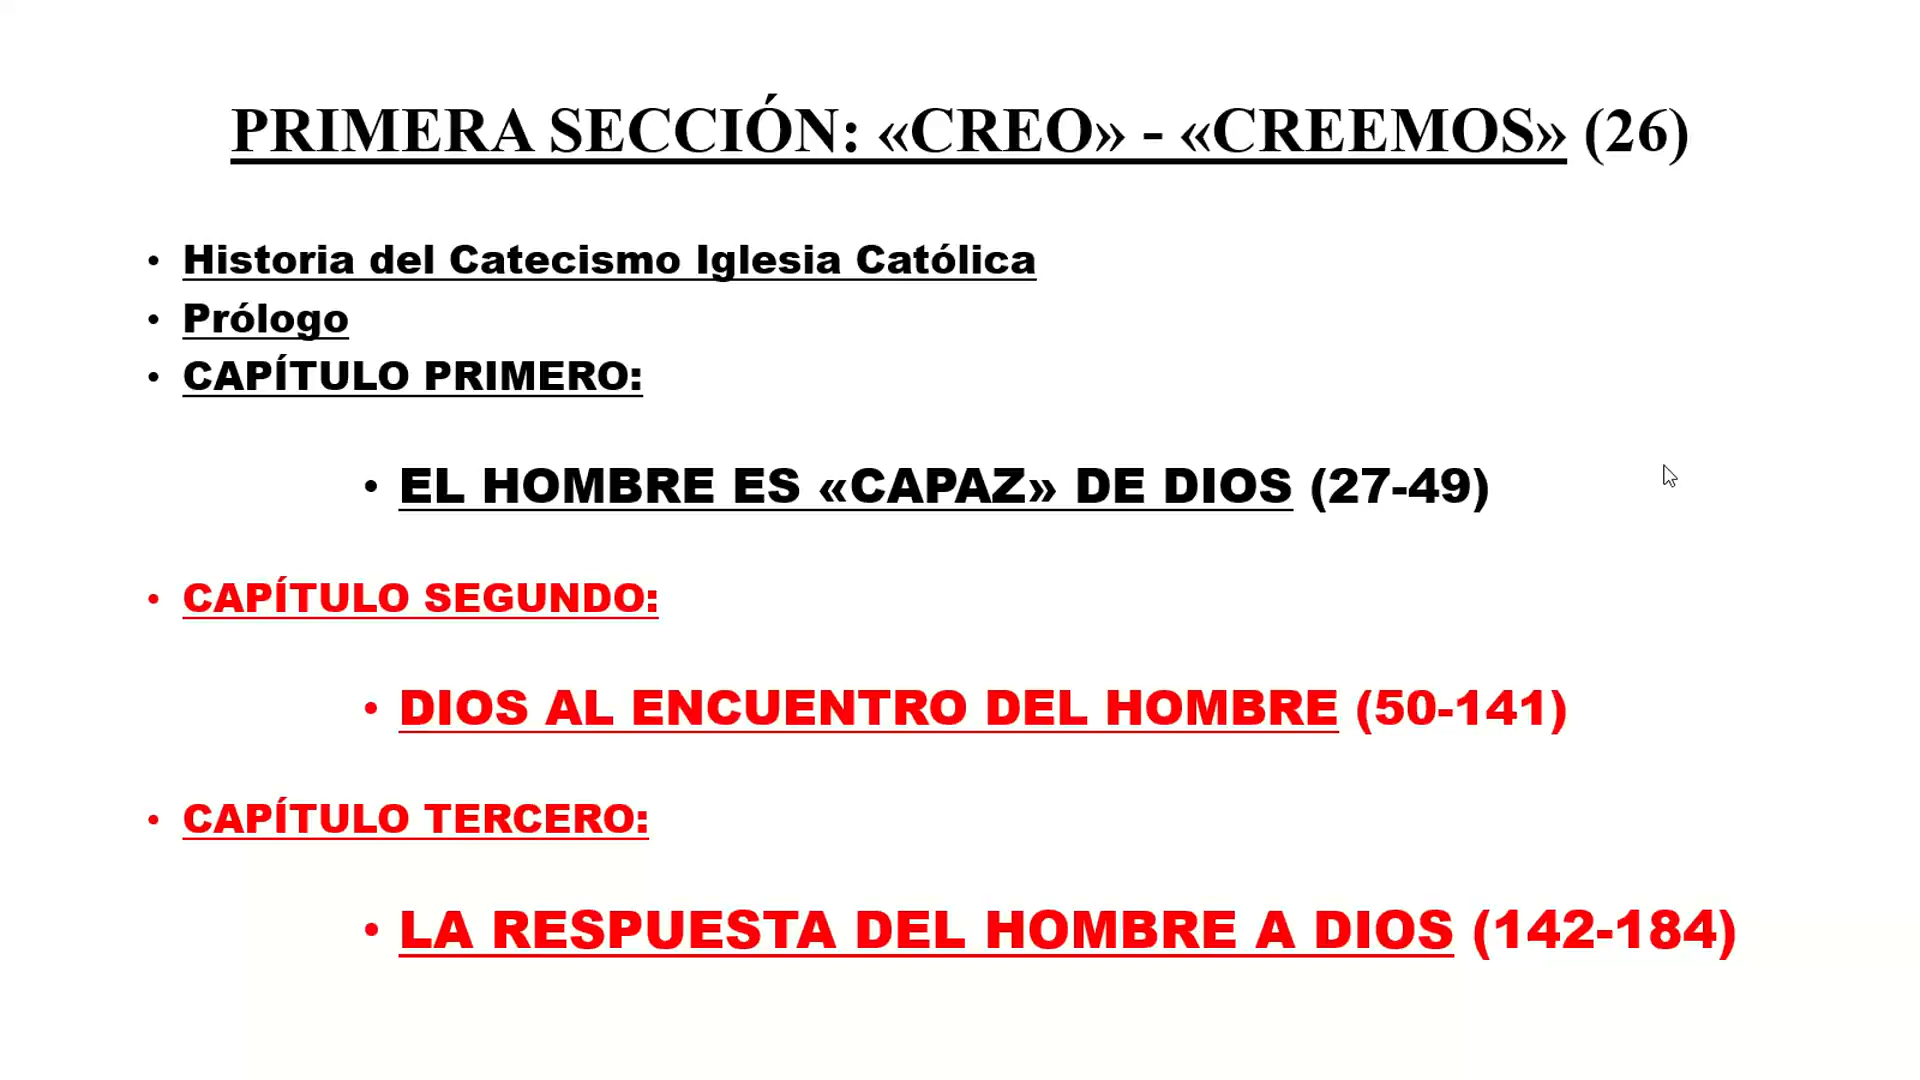 PRIMERA SECCIÓN: «CREO» - «CREEMOS» (26)
• Historia del Catecismo Iglesia Católica
• Prólogo
• CAPÍTULO PRIMERO:
• EL HOMBRE ES «CAPAZ» DE DIOS (27-49)
• CAPÍTULO SEGUNDO:
• DIOS AL ENCUENTRO DEL HOMBRE (50-141)
• CAPÍTULO TERCERO:
• LA RESPUESTA DEL HOMBRE A DIOS (142-184)